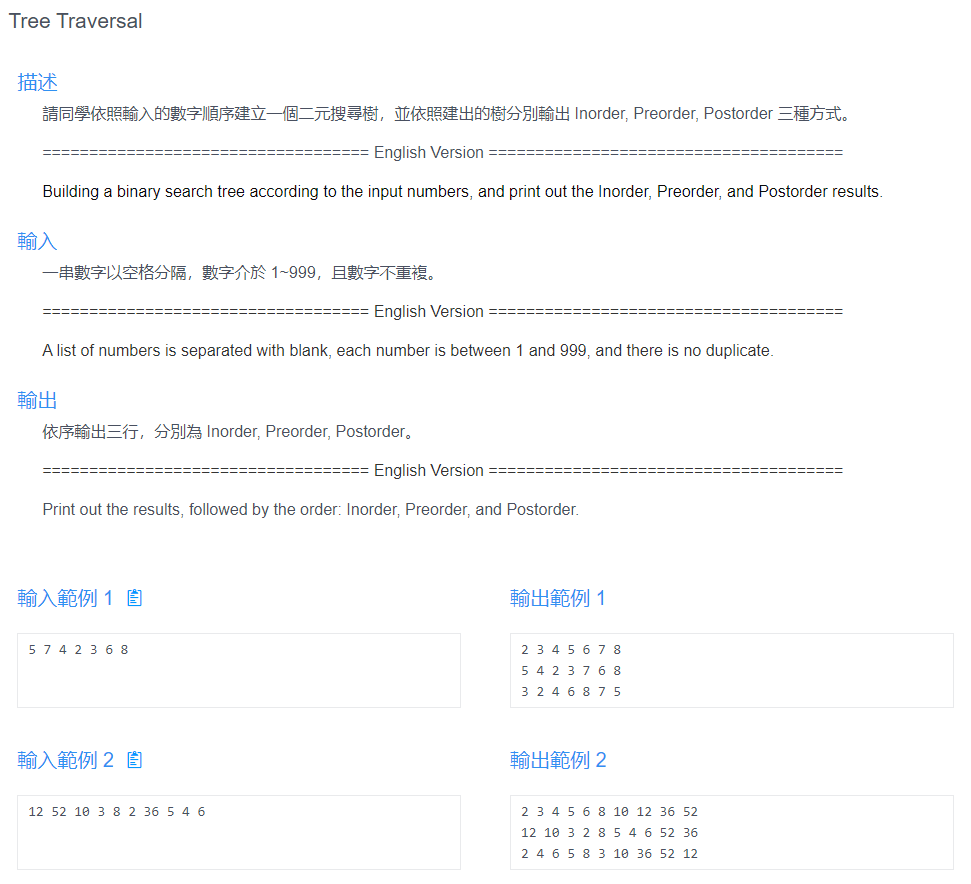 Tree Traversal
描述
請同學依照輸入的數字順序建立一個二元搜尋樹，並依照建出的樹分別輸出 Inorder, Preorder, Postorder 三種方式。
=================================== English Version ======================================
Building a binary search tree according to the input numbers, and print out the Inorder, Preorder, and Postorder results.
輸入
一串數字以空格分隔，數字介於 1~999，且數字不重複。
=================================== English Version ======================================
A list of numbers is separated with blank, each number is between 1 and 999, and there is no duplicate.
輸出
依序輸出三行，分別為 Inorder, Preorder, Postorder。
=================================== English Version ======================================
Print out the results, followed by the order: Inorder, Preorder, and Postorder.
輸入範例 1
5 7 4 2 3 6 8
輸出範例 1
2 3 4 5 6 7 8
5 4 2 3 7 6 8
3 2 4 6 8 7 5
輸入範例 2
12 52 10 3 8 2 36 5 4 6
輸出範例 2
2 3 4 5 6 8 10 12 36 52
12 10 3 2 8 5 4 6 52 36
2 4 6 5 8 3 10 36 52 12